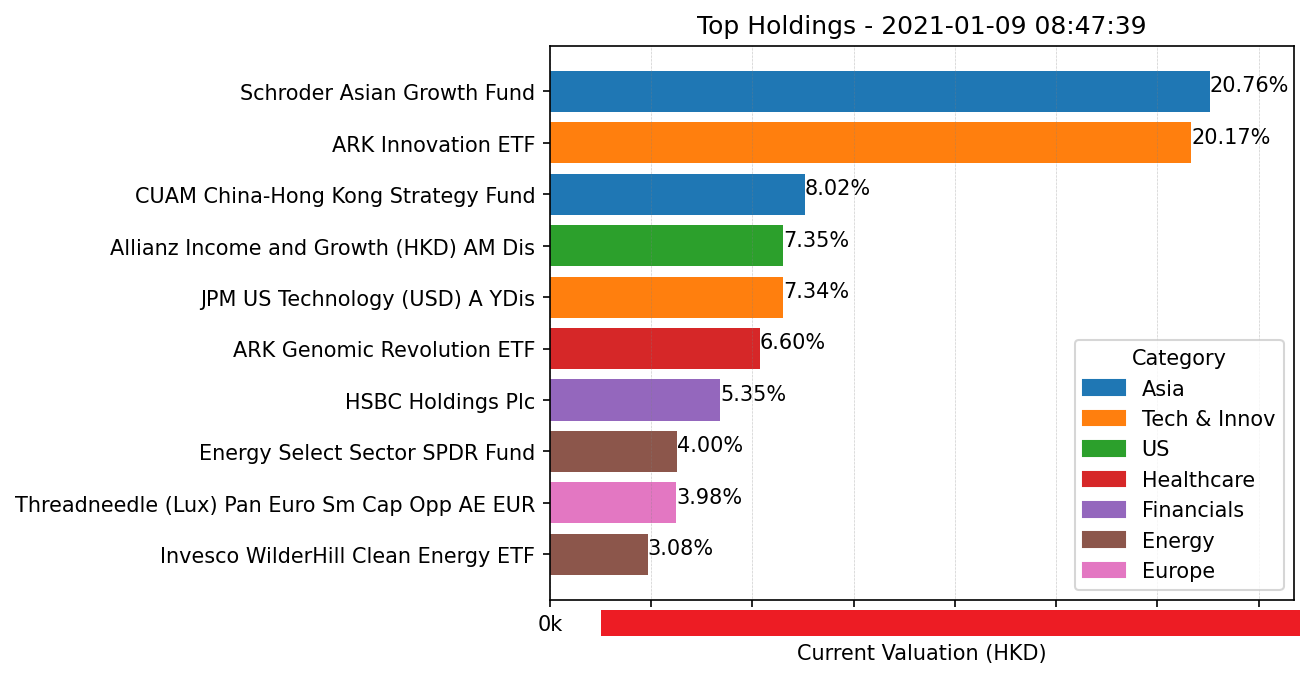 Top Holdings - 2021-01-09 08:47:39
Schroder Asian Growth Fund 20.76%
ARK Innovation ETF 20.17%
CUAM China-Hong Kong Strategy Fund 8.02%
Allianz Income and Growth (HKD) AM Dis 7.35%
JPM US Technology (USD) A YDis 7.34%
ARK Genomic Revolution ETF 6.60%
HSBC Holdings Plc 5.35%
Energy Select Sector SPDR Fund 4.00%
Threadneedle (Lux) Pan Euro Sm Cap Opp AE EUR 3.98%
Invesco WilderHill Clean Energy ETF 3.08%
Category
Asia
Tech & Innov
US
Healthcare
Financials
Energy
Europe
0k
Current Valuation (HKD)